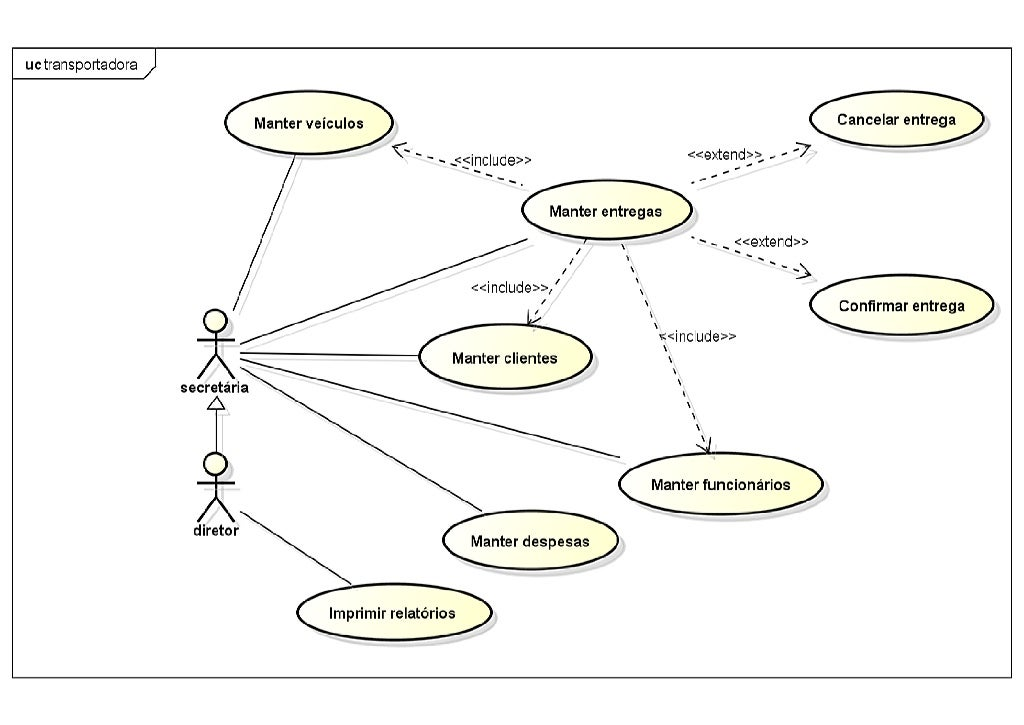 uc transportadora
Manter veículos
Cancelar entrega
<<include>>
<<extend>>
Manter entregas
<<extend>>
<<include>>
Confirmar entrega
<<include>>
Manter clientes
secretária
Manter funcionários
diretor
Manter despesas
Imprimir relatórios